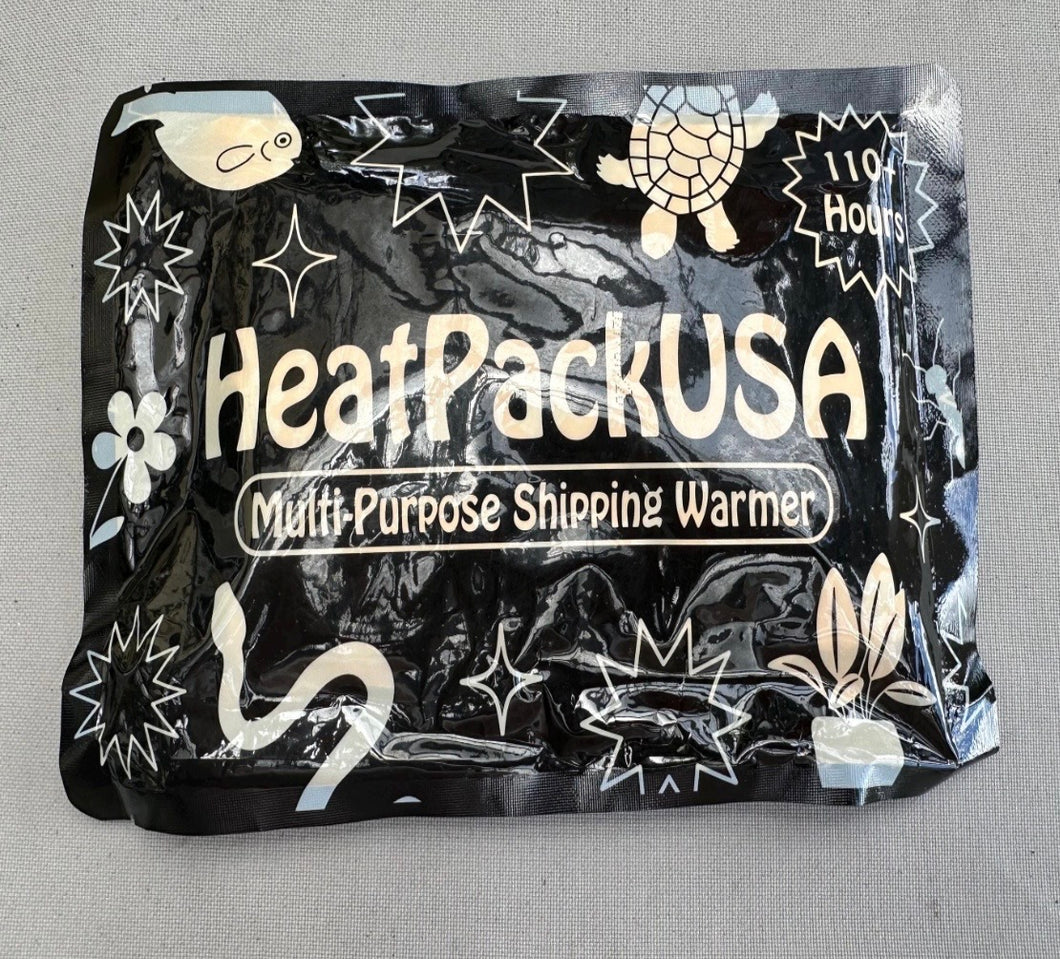 110+
Hours
HeatPackUSA
Multi-Purpose Shipping Warmer